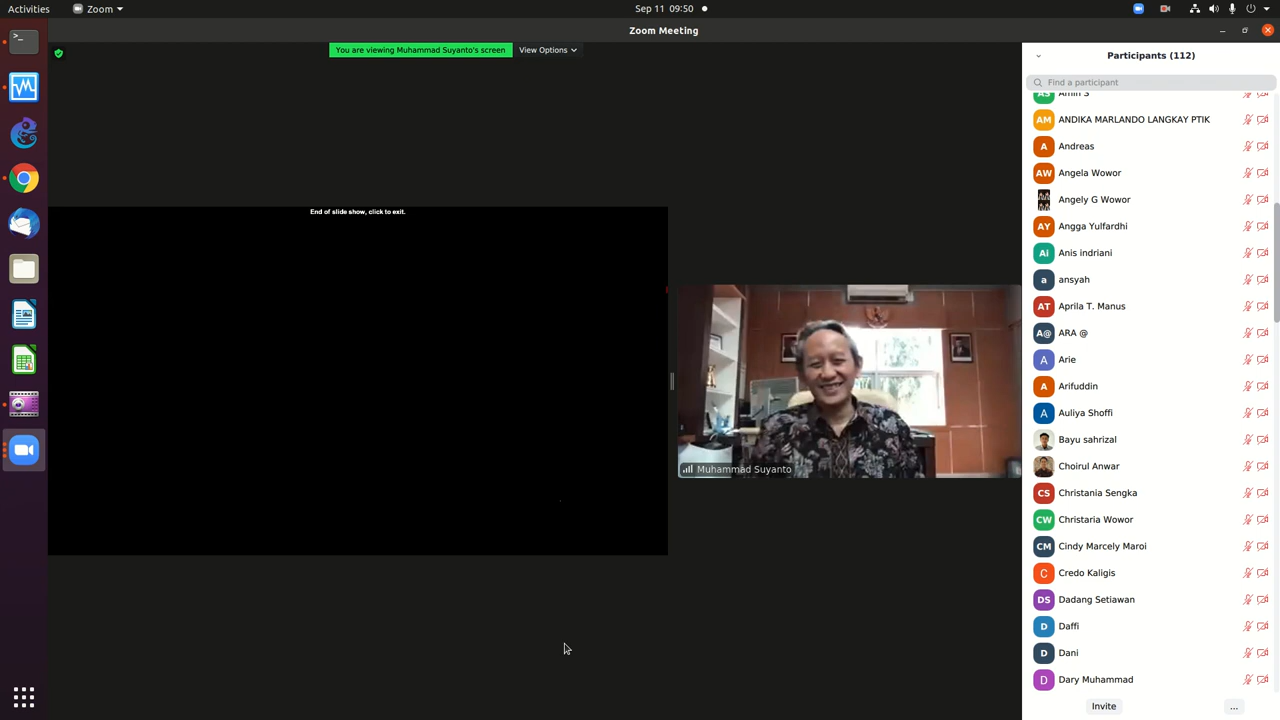 Activities
Zoom
Sep 11 09:50
Zoom Meeting
You are viewing Muhammad Suyanto's screen
View Options
End of slide show, click to exit.
Muhammad Suyanto
Participants (112)
Find a participant
AS Amin S
AM ANDIKA MARLANDO LANGKAY PTIK
A Andreas
AW Angela Wowor
Angely G Wowor
AY Angga Yulfardhi
Ai Anis indriani
a ansyah
AT Aprila T. Manus
A@ ARA @
A Arie
A Arifuddin
A Auliya Shoffi
Bayu sahrizal
Choirul Anwar
CS Christania Sengka
CW Christaria Wowor
CM Cindy Marcely Maroi
C Credo Kaligis
DS Dadang Setiawan
D Daffi
D Dani
D Dary Muhammad
Invite
...